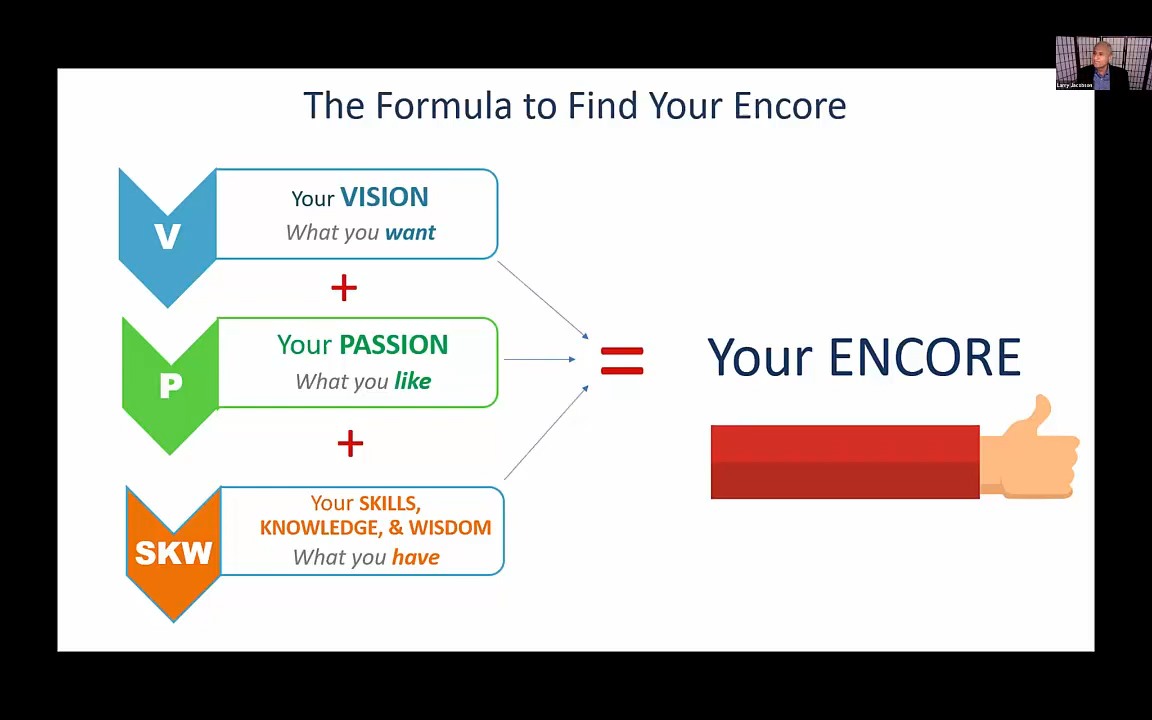 Larry Jacobson
The Formula to Find Your Encore
V
Your VISION
What you want
+
P
Your PASSION
What you like
=
Your ENCORE
+
SKW
Your SKILLS,
KNOWLEDGE, & WISDOM
What you have